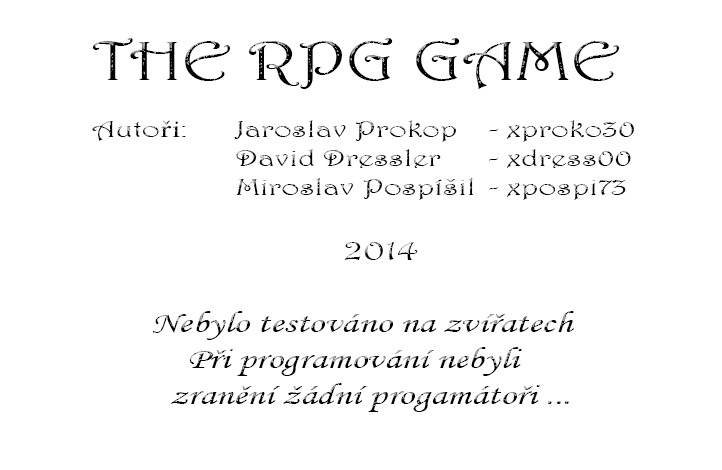 THE RPG GAME
Autoři: Jaroslav Prokop - xproko30
David Dressler - xdress00
Miroslav Pospíšil - xpospi73
2014
Nebylo testováno na zvířatech
Při programování nebyli
zranění žádní progamátoři ...